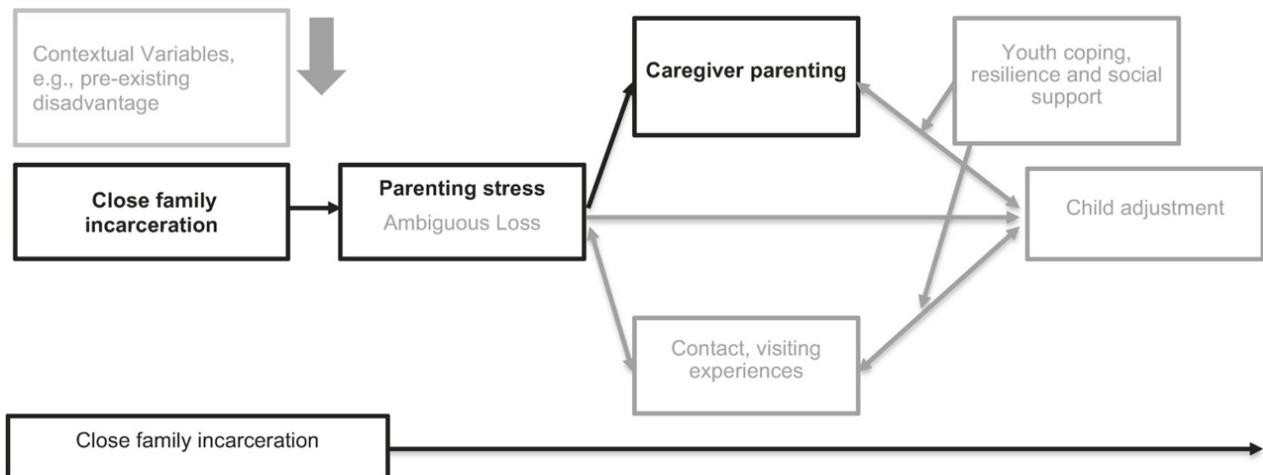 Contextual Variables,
e.g., pre-existing
disadvantage
Caregiver parenting
Youth coping,
resilience and social
support
Close family
incarceration
Parenting stress
Ambiguous Loss
Child adjustment
Contact, visiting
experiences
Close family incarceration